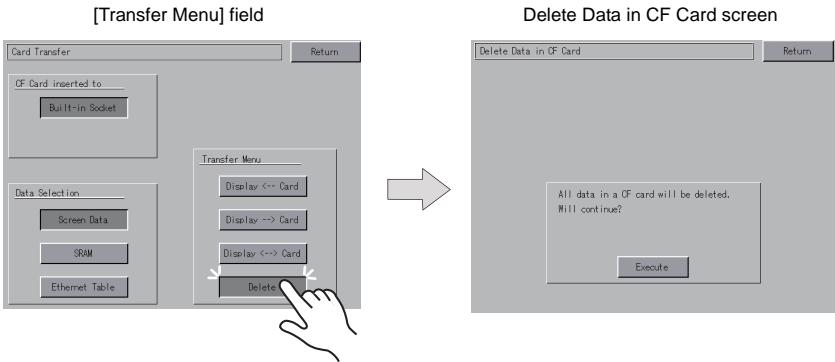 [Transfer Menu] field
Card Transfer
Return
CF Card inserted to
Built-in Socket
Data Selection
Screen Data
SRAM
Ethernet Table
Transfer Menu
Display <-- Card
Display --> Card
Display <--> Card
Delete
Delete Data in CF Card screen
Delete Data in CF Card
Return
All data in a CF card will be deleted.
Will continue?
Execute